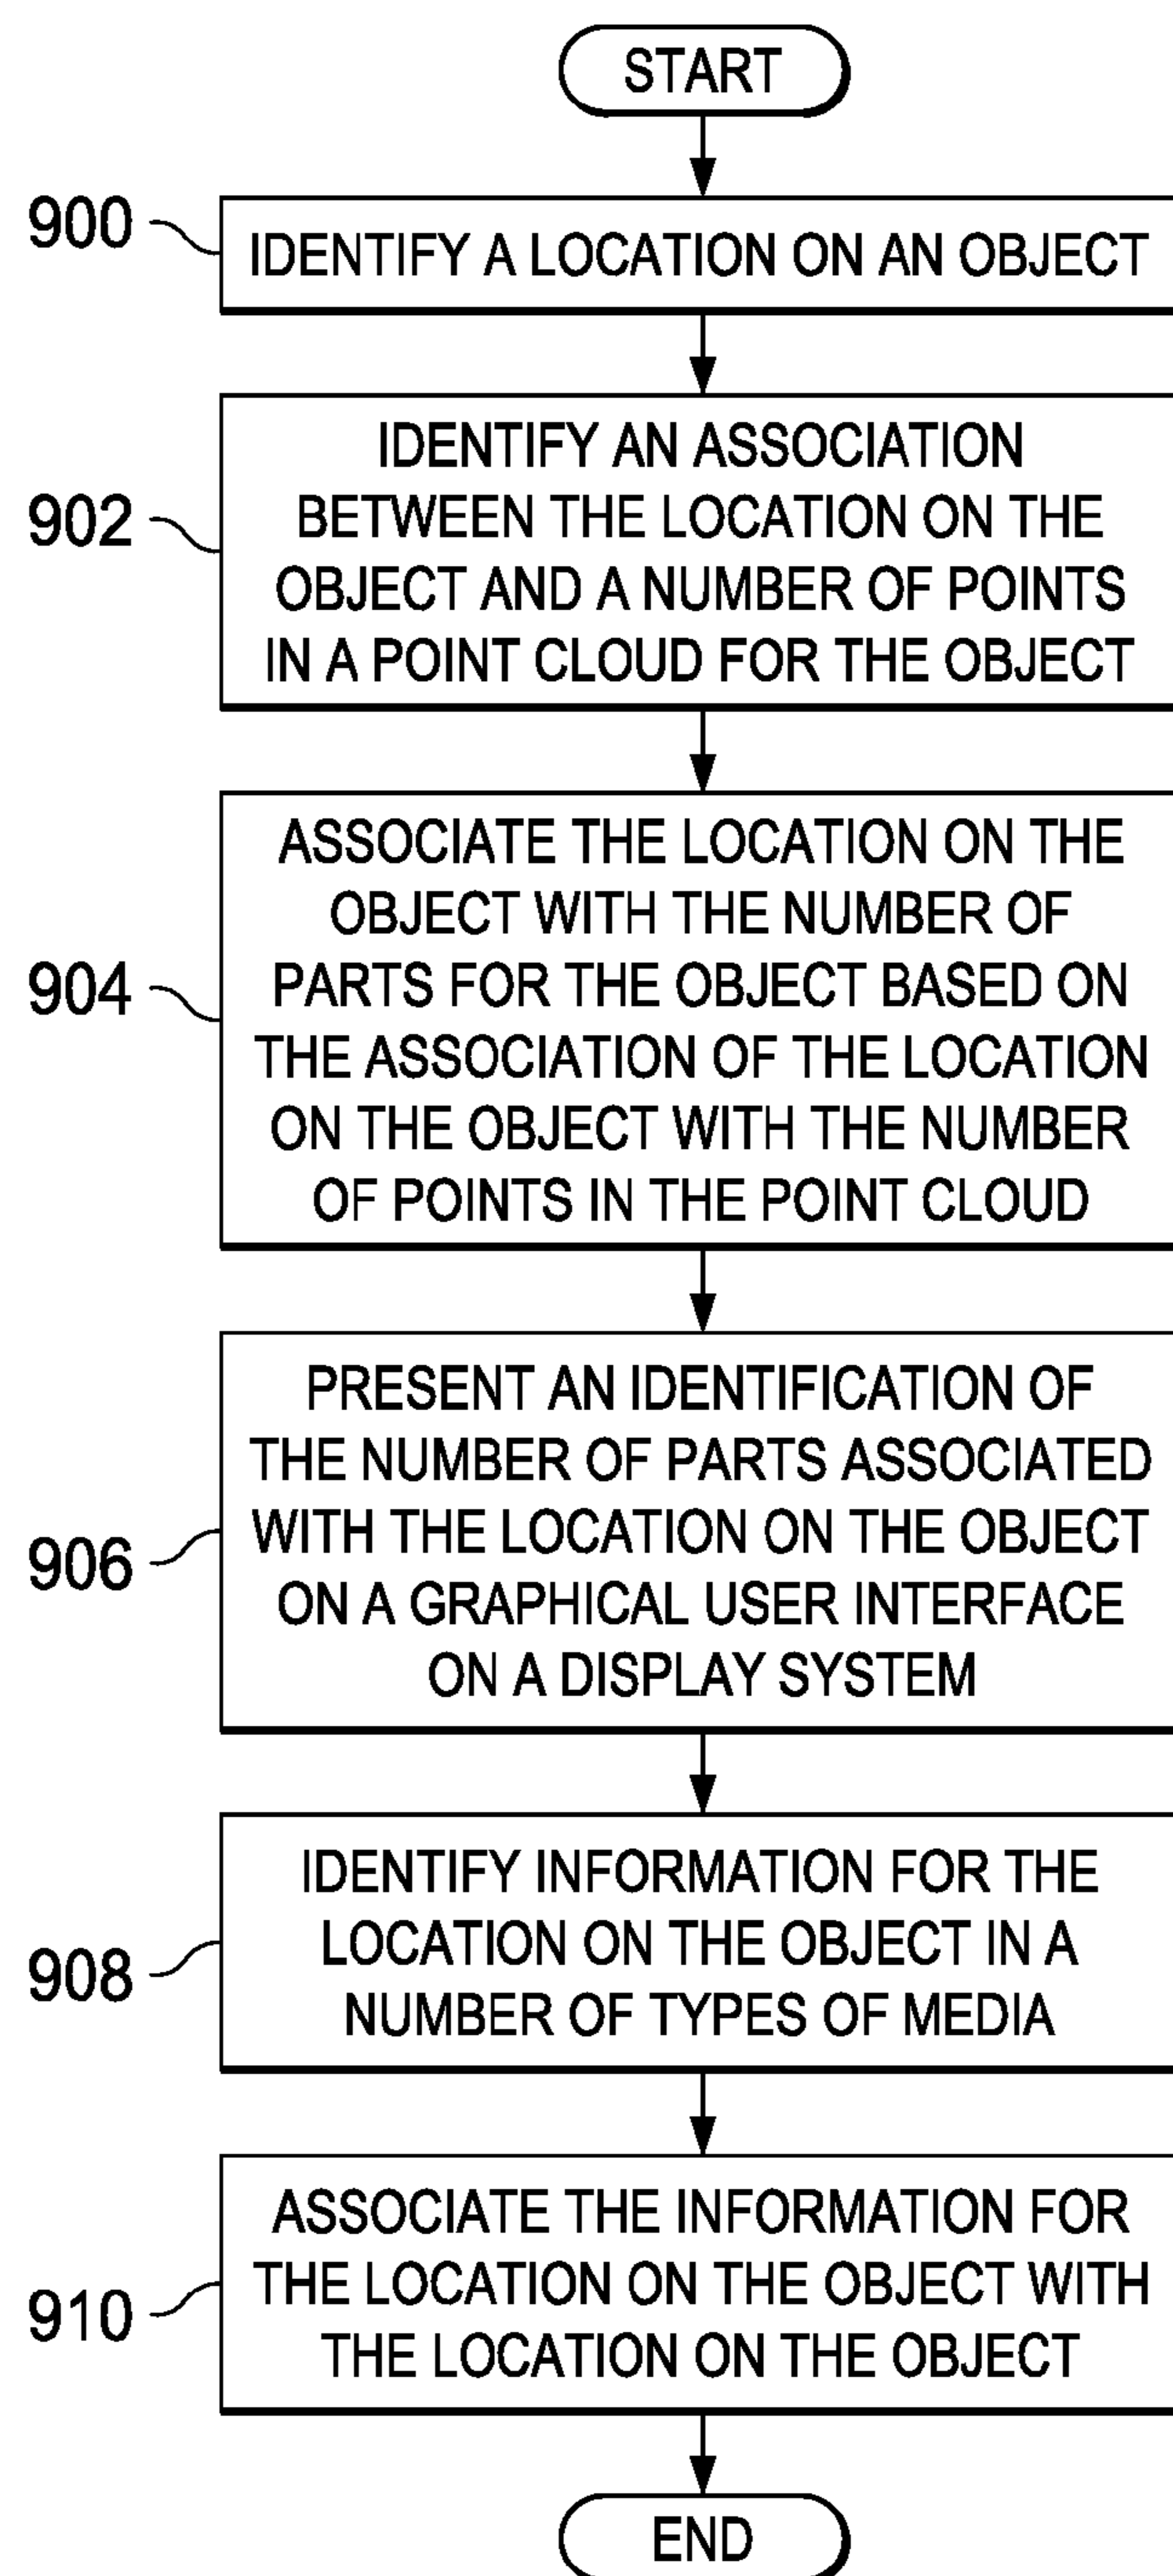 START
900
IDENTIFY A LOCATION ON AN OBJECT
902
IDENTIFY AN ASSOCIATION
BETWEEN THE LOCATION ON THE
OBJECT AND A NUMBER OF POINTS
IN A POINT CLOUD FOR THE OBJECT
904
ASSOCIATE THE LOCATION ON THE
OBJECT WITH THE NUMBER OF
PARTS FOR THE OBJECT BASED ON
THE ASSOCIATION OF THE LOCATION
ON THE OBJECT WITH THE NUMBER
OF POINTS IN THE POINT CLOUD
906
PRESENT AN IDENTIFICATION OF
THE NUMBER OF PARTS ASSOCIATED
WITH THE LOCATION ON THE OBJECT
ON A GRAPHICAL USER INTERFACE
ON A DISPLAY SYSTEM
908
IDENTIFY INFORMATION FOR THE
LOCATION ON THE OBJECT IN A
NUMBER OF TYPES OF MEDIA
910
ASSOCIATE THE INFORMATION FOR
THE LOCATION ON THE OBJECT WITH
THE LOCATION ON THE OBJECT
END